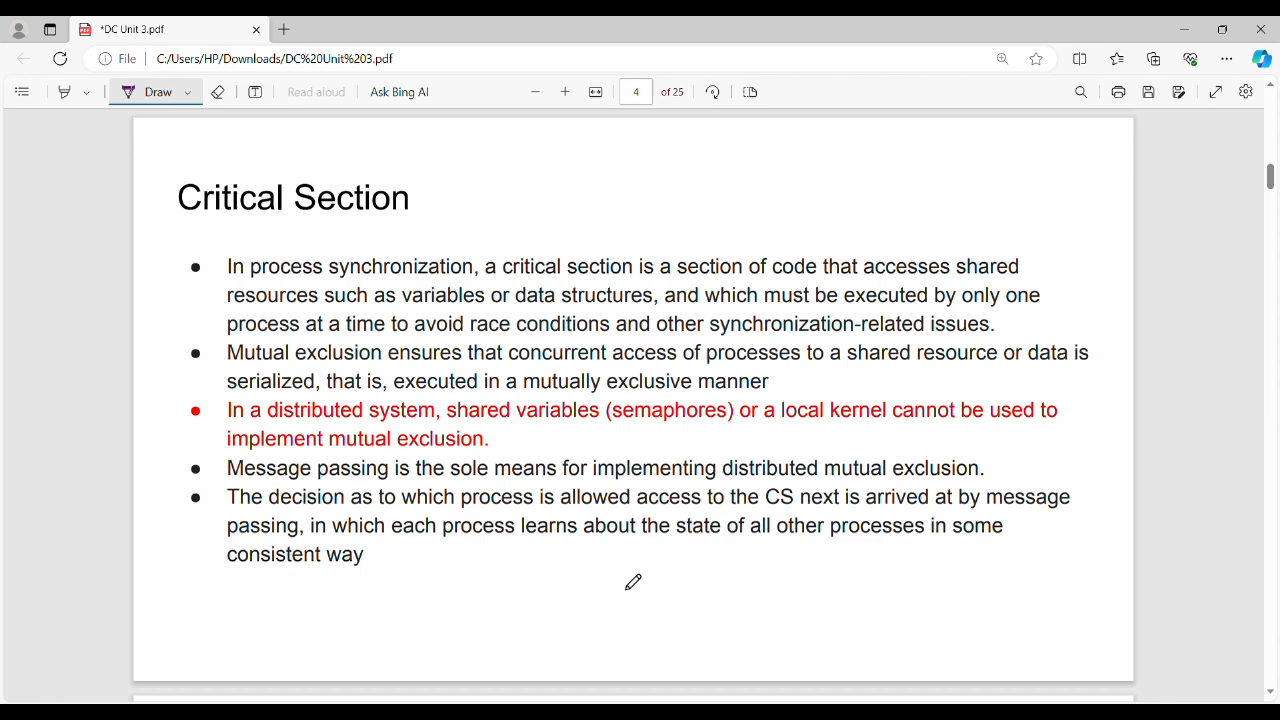 *DC Unit 3.pdf
File C:/Users/HP/Downloads/DC%20Unit%203.pdf
Draw Read aloud Ask Bing AI 4 of 25
Critical Section
● In process synchronization, a critical section is a section of code that accesses shared
resources such as variables or data structures, and which must be executed by only one
process at a time to avoid race conditions and other synchronization-related issues.
● Mutual exclusion ensures that concurrent access of processes to a shared resource or data is
serialized, that is, executed in a mutually exclusive manner
● In a distributed system, shared variables (semaphores) or a local kernel cannot be used to
implement mutual exclusion.
● Message passing is the sole means for implementing distributed mutual exclusion.
● The decision as to which process is allowed access to the CS next is arrived at by message
passing, in which each process learns about the state of all other processes in some
consistent way